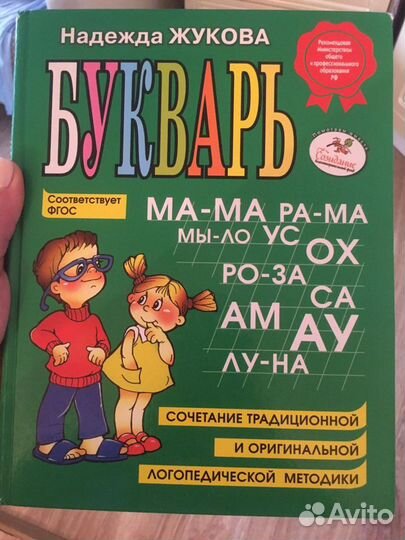 Надежда ЖУКОВА
Рекомендовано
Министерством
общего
и профессионального
образования
РФ
БУКВАРЬ
Созидание
Соответствует
ФГОС
МА-МА РА-МА
МЫ-ЛО УС ОХ
РО-ЗА СА
АМ АУ
ЛУ-НА
СОЧЕТАНИЕ ТРАДИЦИОННОЙ
И ОРИГИНАЛЬНОЙ
ЛОГОПЕДИЧЕСКОЙ МЕТОДИКИ
Avito